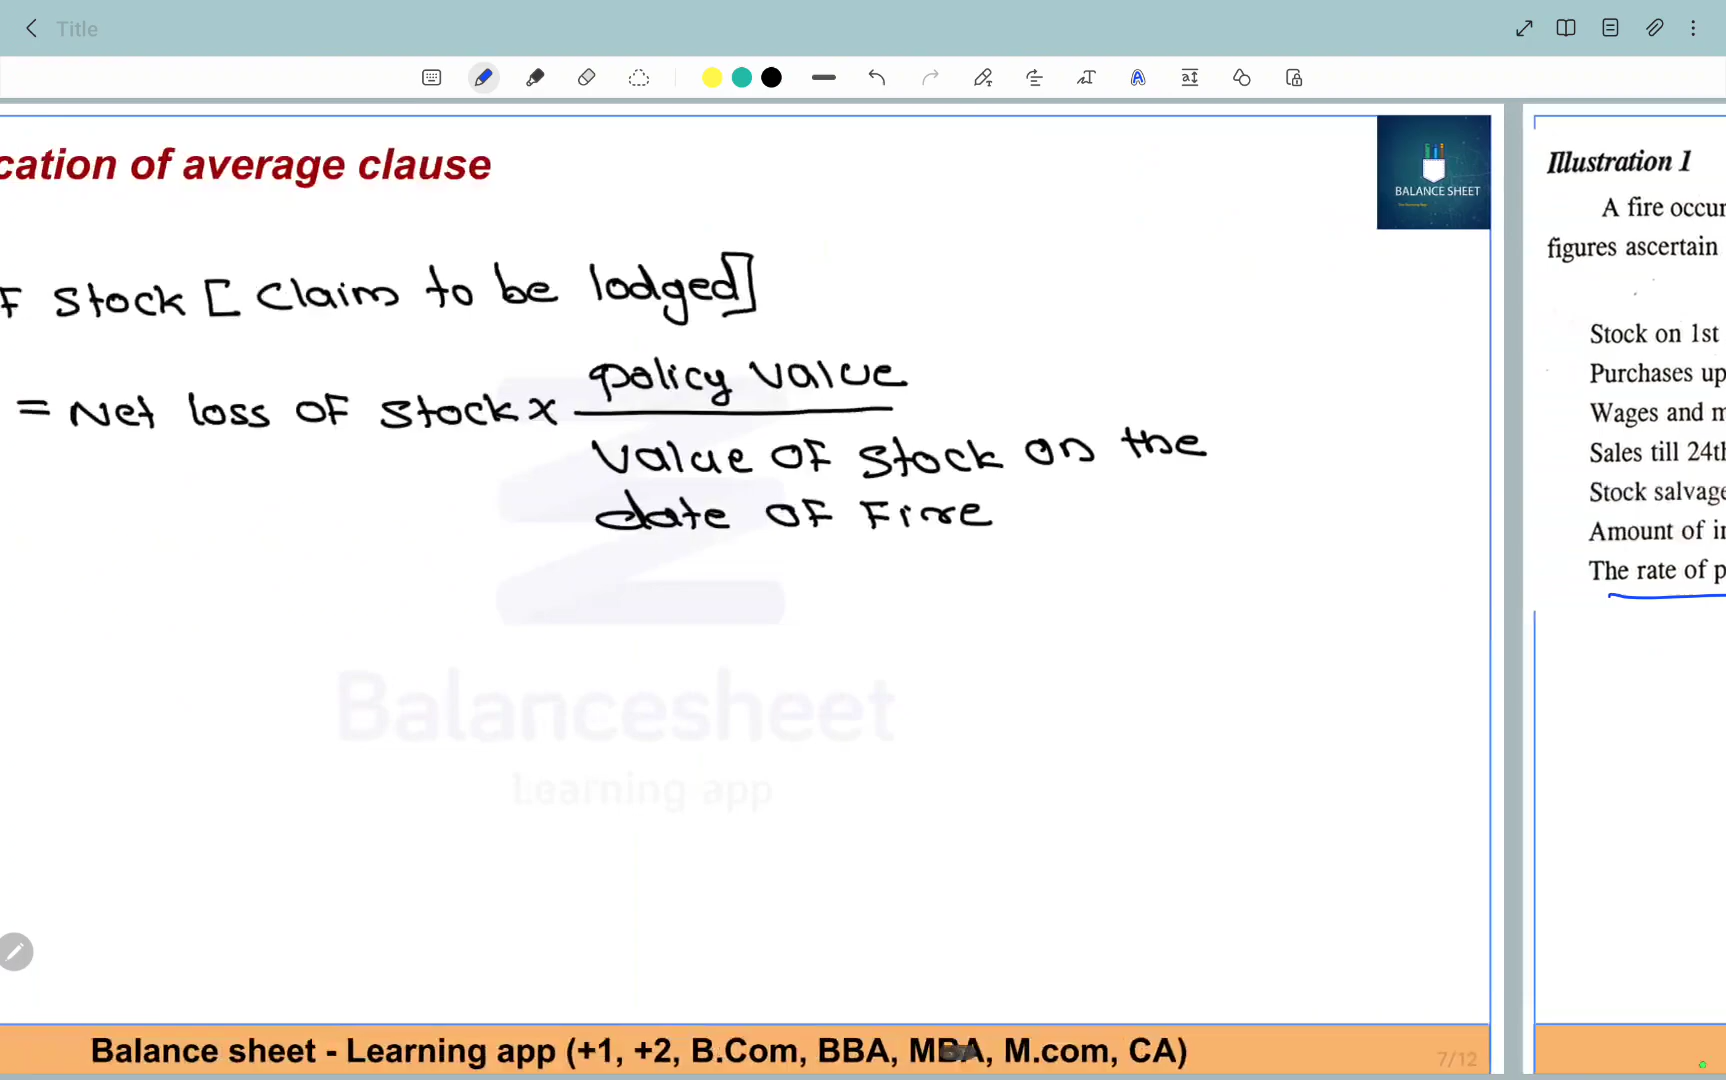 Title
cation of average clause
BALANCE SHEET
F stock [claim to be lodged]
= Net loss OF stock x policy value
value OF stock on the
date OF Fire
Balancesheet
Learning app
Balance sheet - Learning app (+1, +2, B.Com, BBA, MBA, M.com, CA)
7/12
Illustration 1
A fire occur
figures ascertain
Stock on 1st
Purchases up
Wages and m
Sales till 24th
Stock salvage
Amount of in
The rate of p